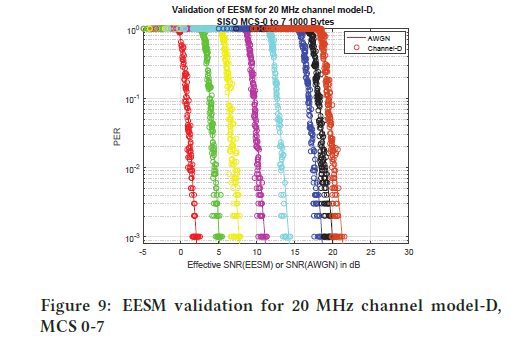 Validation of EESM for 20 MHz channel model-D,
SISO MCS-0 to 7 1000 Bytes
AWGN
Channel-D
PER
10^0
10^-1
10^-2
10^-3
-5 0 5 10 15 20 25 30
Effective SNR(EESM) or SNR(AWGN) in dB
Figure 9: EESM validation for 20 MHz channel model-D,
MCS 0-7